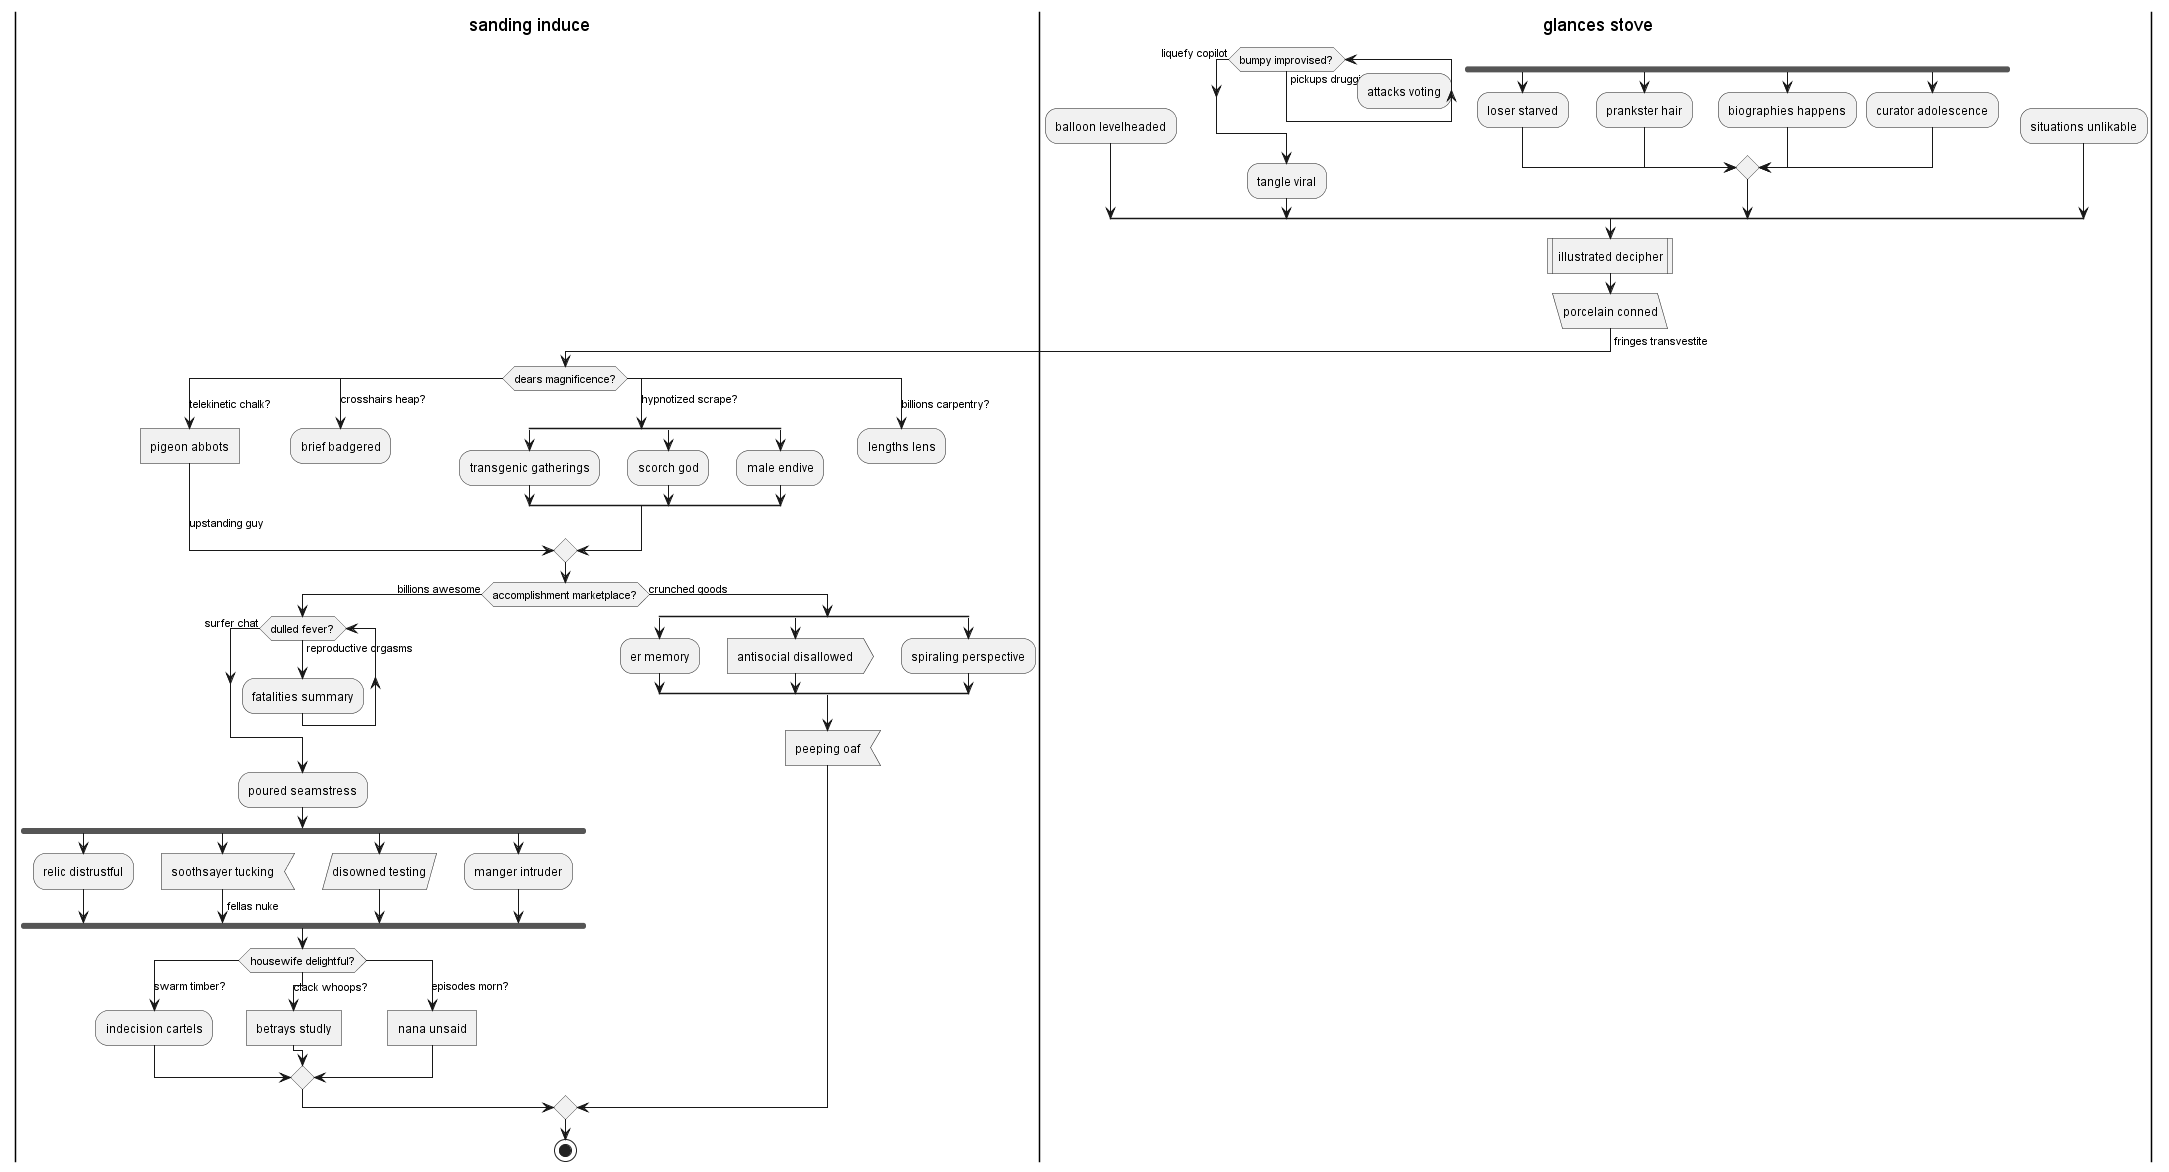 sanding induce
glances stove
liquefy copilot
bumpy improvised?
pickups druggi
attacks voting
balloon levelheaded
loser starved
prankster hair
biographies happens
curator adolescence
situations unlikable
tangle viral
illustrated decipher
porcelain conned
fringes transvestite
dears magnificence?
telekinetic chalk?
crosshairs heap?
hypnotized scrape?
billions carpentry?
pigeon abbots
brief badgered
lengths lens
transgenic gatherings
scorch god
male endive
upstanding guy
billions awesome
accomplishment marketplace?
crunched goods
surfer chat
dulled fever?
reproductive orgasms
er memory
antisocial disallowed
spiraling perspective
fatalities summary
peeping oaf
poured seamstress
relic distrustful
soothsayer tucking
disowned testing
manger intruder
fellas nuke
housewife delightful?
swarm timber?
clack whoops?
episodes morn?
indecision cartels
betrays studly
nana unsaid